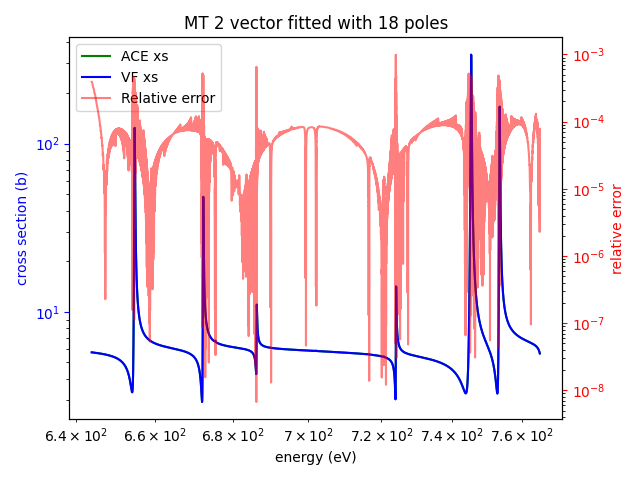 MT 2 vector fitted with 18 poles
ACE xs
VF xs
Relative error
cross section (b)
10²
10¹
relative error
10⁻³
10⁻⁴
10⁻⁵
10⁻⁶
10⁻⁷
10⁻⁸
6.4 × 10² 6.6 × 10² 6.8 × 10² 7 × 10² 7.2 × 10² 7.4 × 10² 7.6 × 10²
energy (eV)